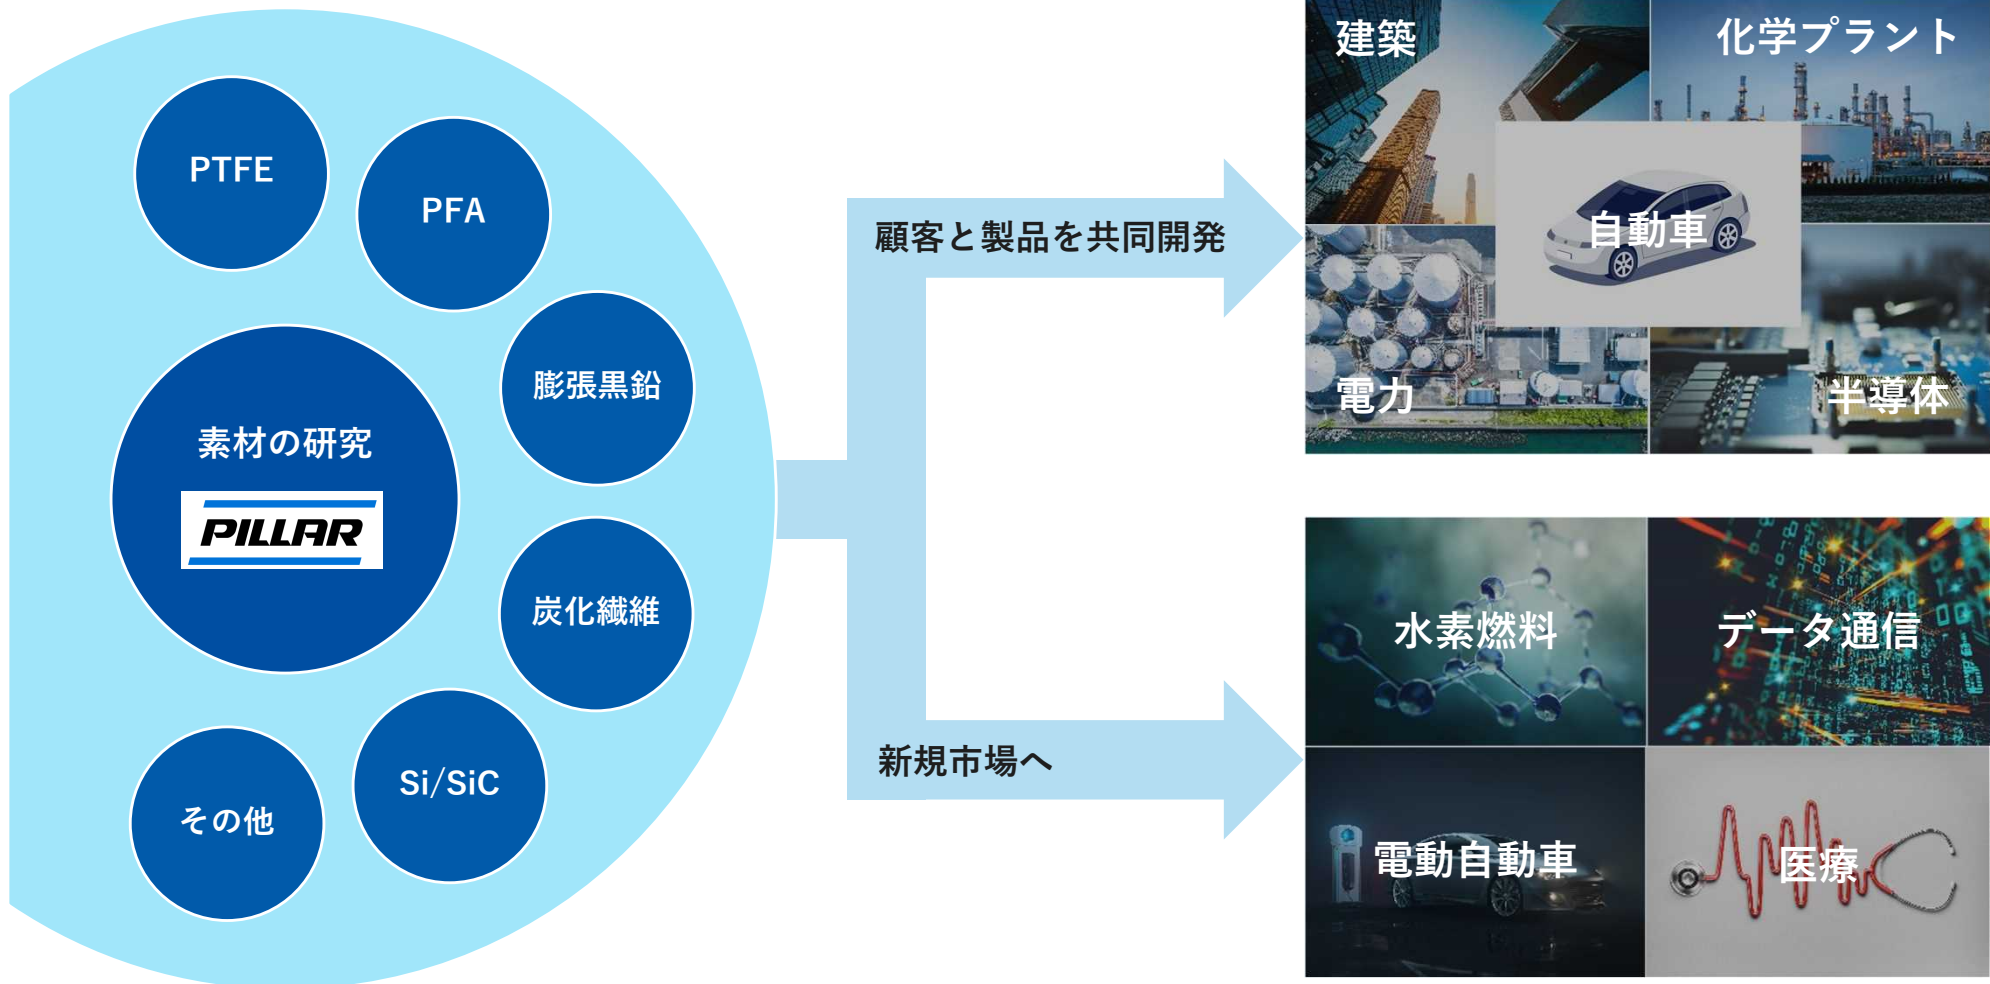 PTFE
PFA
膨張黒鉛
素材の研究
PILLAR
炭化繊維
Si/SiC
その他
顧客と製品を共同開発
新規市場へ
建築
化学プラント
自動車
電力
半導体
水素燃料
データ通信
電動自動車
医療